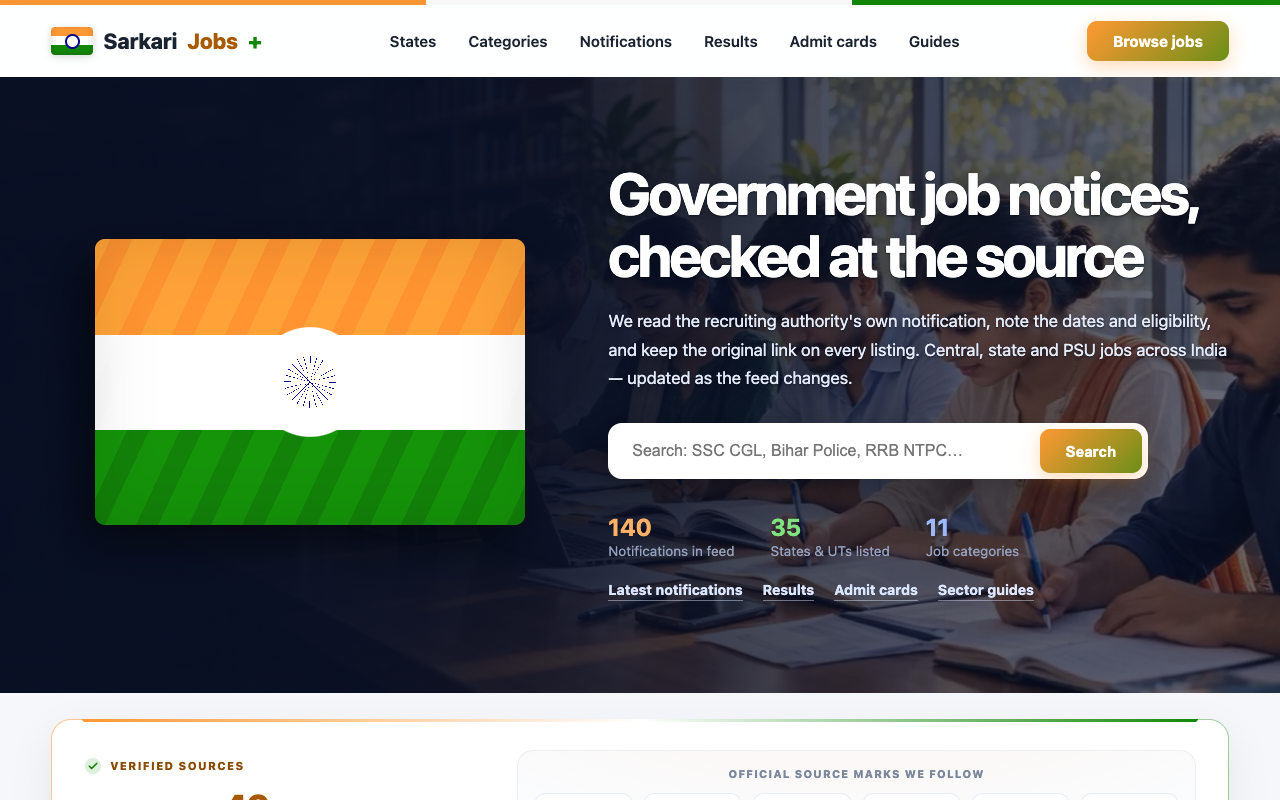 Sarkari Jobs +
States
Categories
Notifications
Results
Admit cards
Guides
Browse jobs
Government job notices,
checked at the source
We read the recruiting authority's own notification, note the dates and eligibility,
and keep the original link on every listing. Central, state and PSU jobs across India
— updated as the feed changes.
Search: SSC CGL, Bihar Police, RRB NTPC...
Search
140
Notifications in feed
35
States & UTs listed
11
Job categories
Latest notifications
Results
Admit cards
Sector guides
VERIFIED SOURCES
OFFICIAL SOURCE MARKS WE FOLLOW